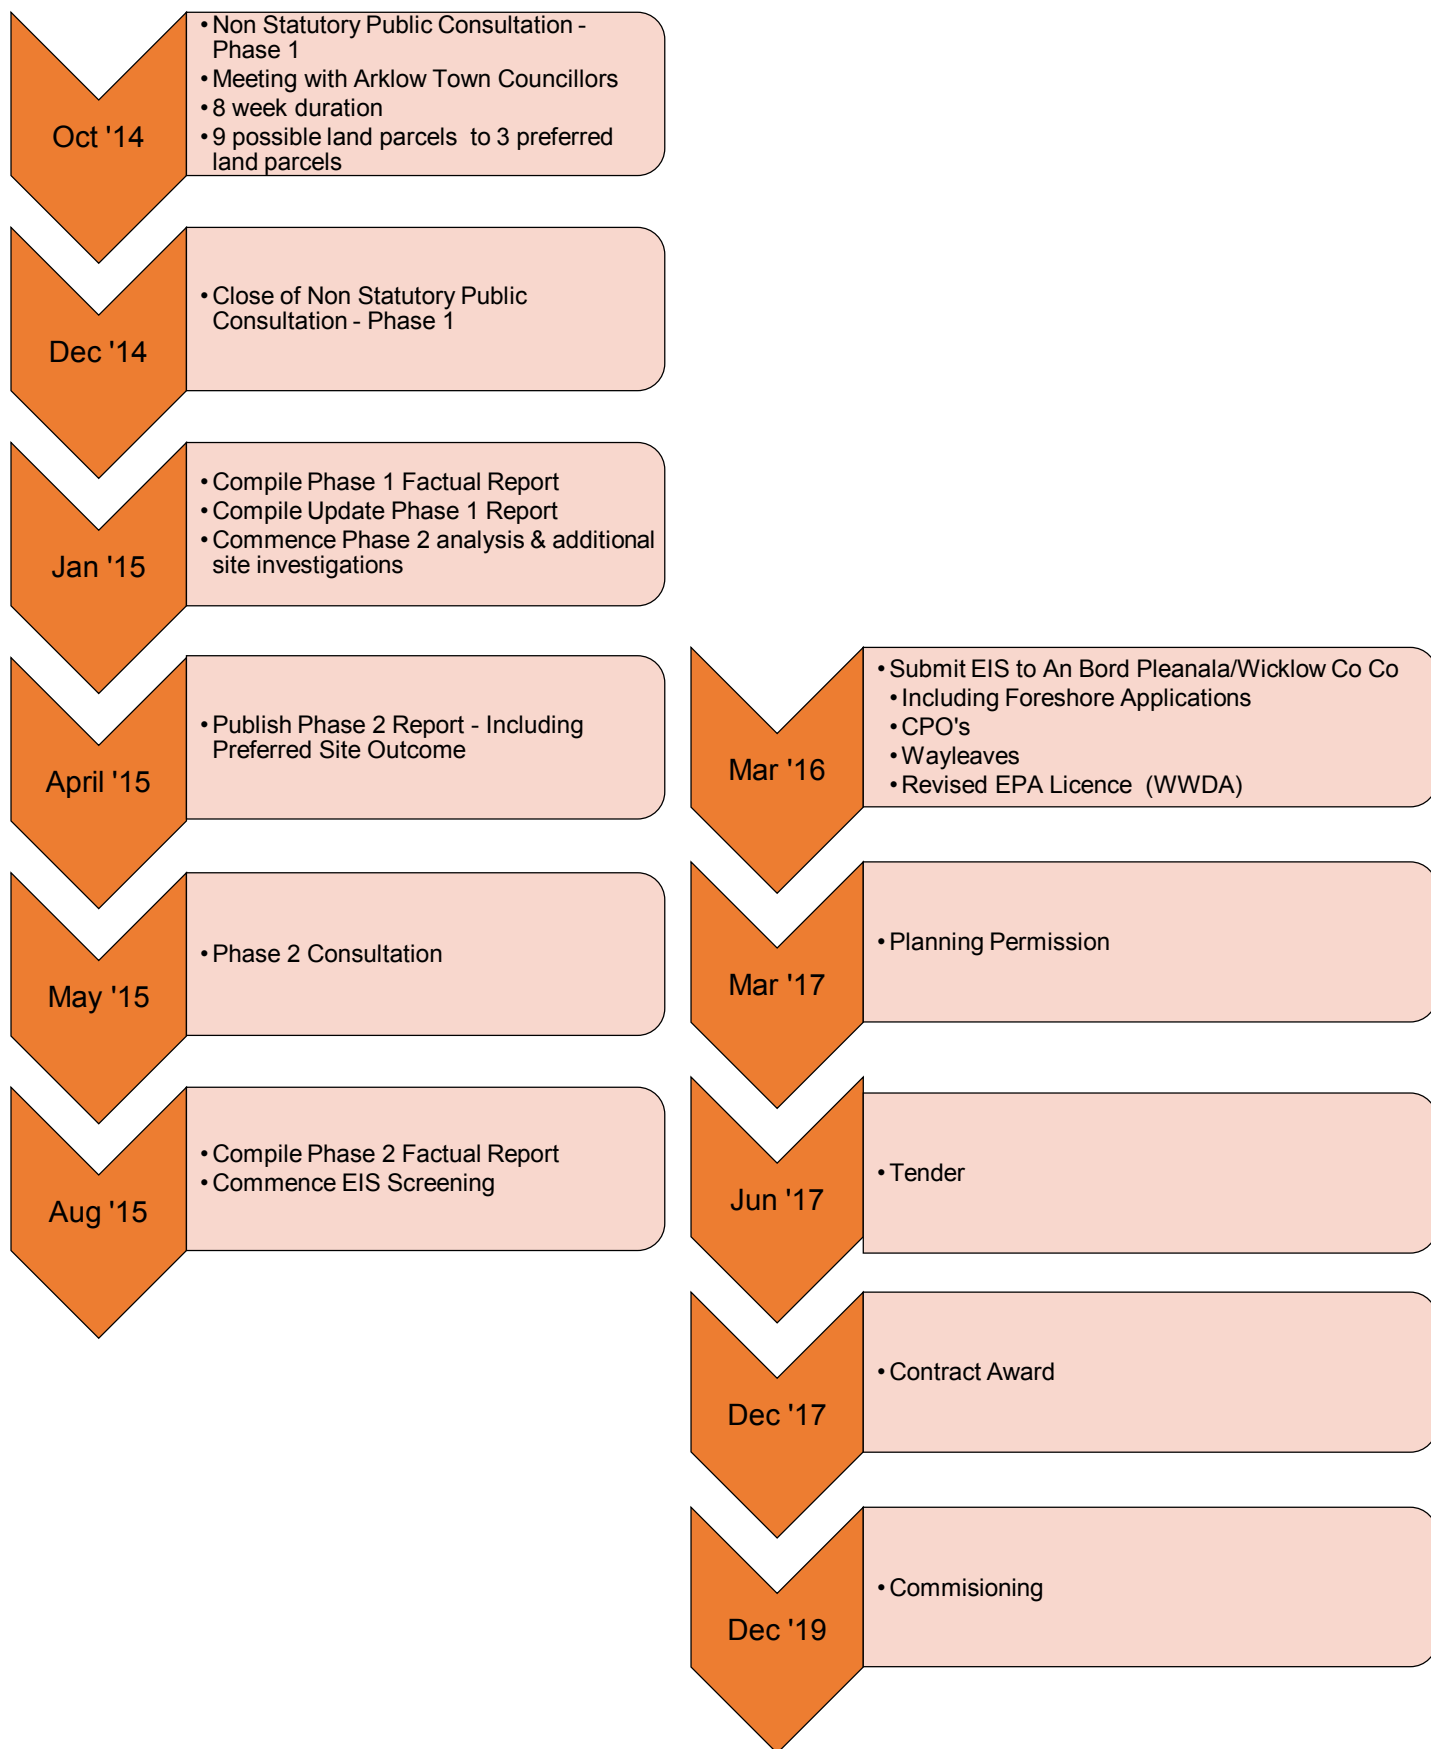 Oct '14
• Non Statutory Public Consultation -
Phase 1
• Meeting with Arklow Town Councillors
• 8 week duration
• 9 possible land parcels to 3 preferred
land parcels
Dec '14
• Close of Non Statutory Public
Consultation - Phase 1
Jan '15
• Compile Phase 1 Factual Report
• Compile Update Phase 1 Report
• Commence Phase 2 analysis & additional
site investigations
April '15
• Publish Phase 2 Report - Including
Preferred Site Outcome
May '15
• Phase 2 Consultation
Aug '15
• Compile Phase 2 Factual Report
• Commence EIS Screening
Mar '16
• Submit EIS to An Bord Pleanala/Wicklow Co Co
• Including Foreshore Applications
• CPO's
• Wayleaves
• Revised EPA Licence (WWDA)
Mar '17
• Planning Permission
Jun '17
• Tender
Dec '17
• Contract Award
Dec '19
• Commisioning